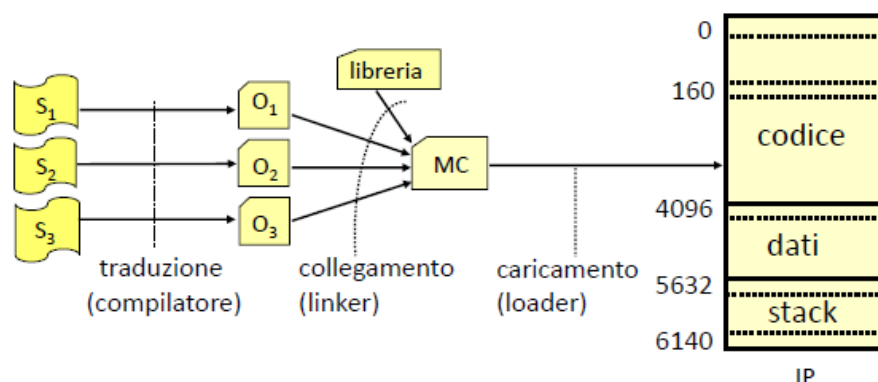 S1
S2
S3
O1
O2
O3
libreria
MC
traduzione
(compilatore)
collegamento
(linker)
caricamento
(loader)
0
160
codice
4096
dati
5632
stack
6140
IP